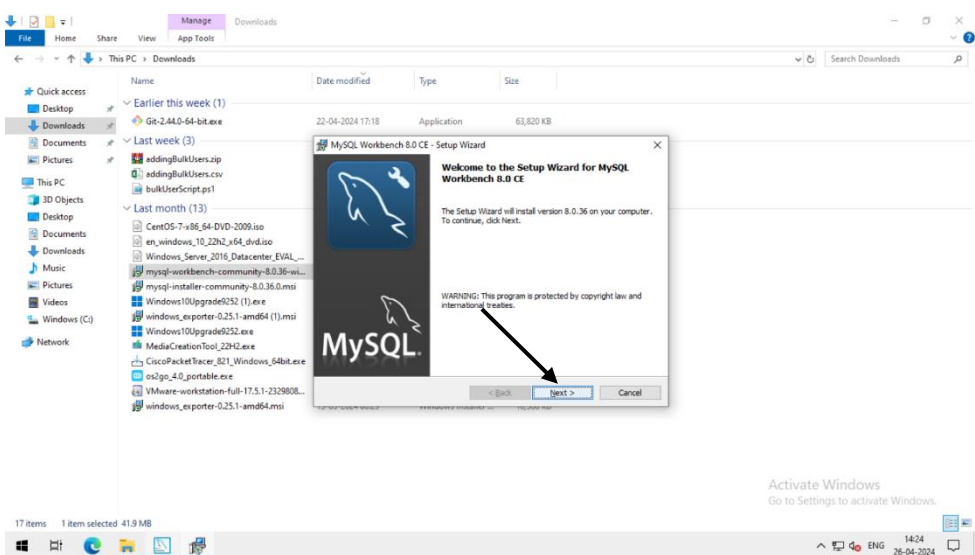 Manage
Downloads
File
Home
Share
View
App Tools
This PC
Downloads
Search Downloads
Name
Date modified
Type
Size
Quick access
Desktop
Downloads
Documents
Pictures
This PC
3D Objects
Desktop
Documents
Downloads
Music
Pictures
Videos
Windows (C:)
Network
Earlier this week (1)
Git-2.44.0-64-bit.exe
22-04-2024 17:18
Application
63,820 KB
Last week (3)
addingBulkUsers.zip
addingBulkUsers.csv
bulkUserScript.ps1
Last month (13)
CentOS-7-x86_64-DVD-2009.iso
en_windows_10_22h2_x64_dvd.iso
Windows_Server_2016_Datacenter_EVAL_...
mysql-workbench-community-8.0.36-wi...
mysql-installer-community-8.0.36.0.msi
Windows10Upgrade9252 (1).exe
windows_exporter-0.25.1-amd64 (1).msi
Windows10Upgrade9252.exe
MediaCreationTool_22H2.exe
CiscoPacketTracer_821_Windows_64bit.exe
os2go_4.0_portable.exe
VMware-workstation-full-17.5.1-2329808...
windows_exporter-0.25.1-amd64.msi
MySQL Workbench 8.0 CE - Setup Wizard
Welcome to the Setup Wizard for MySQL
Workbench 8.0 CE
The Setup Wizard will install version 8.0.36 on your computer.
To continue, click Next.
WARNING: This program is protected by copyright law and
international treaties.
MySQL
< Back
Next >
Cancel
Activate Windows
Go to Settings to activate Windows.
17 items
1 item selected 41.9 MB
ENG
14:24
26-04-2024